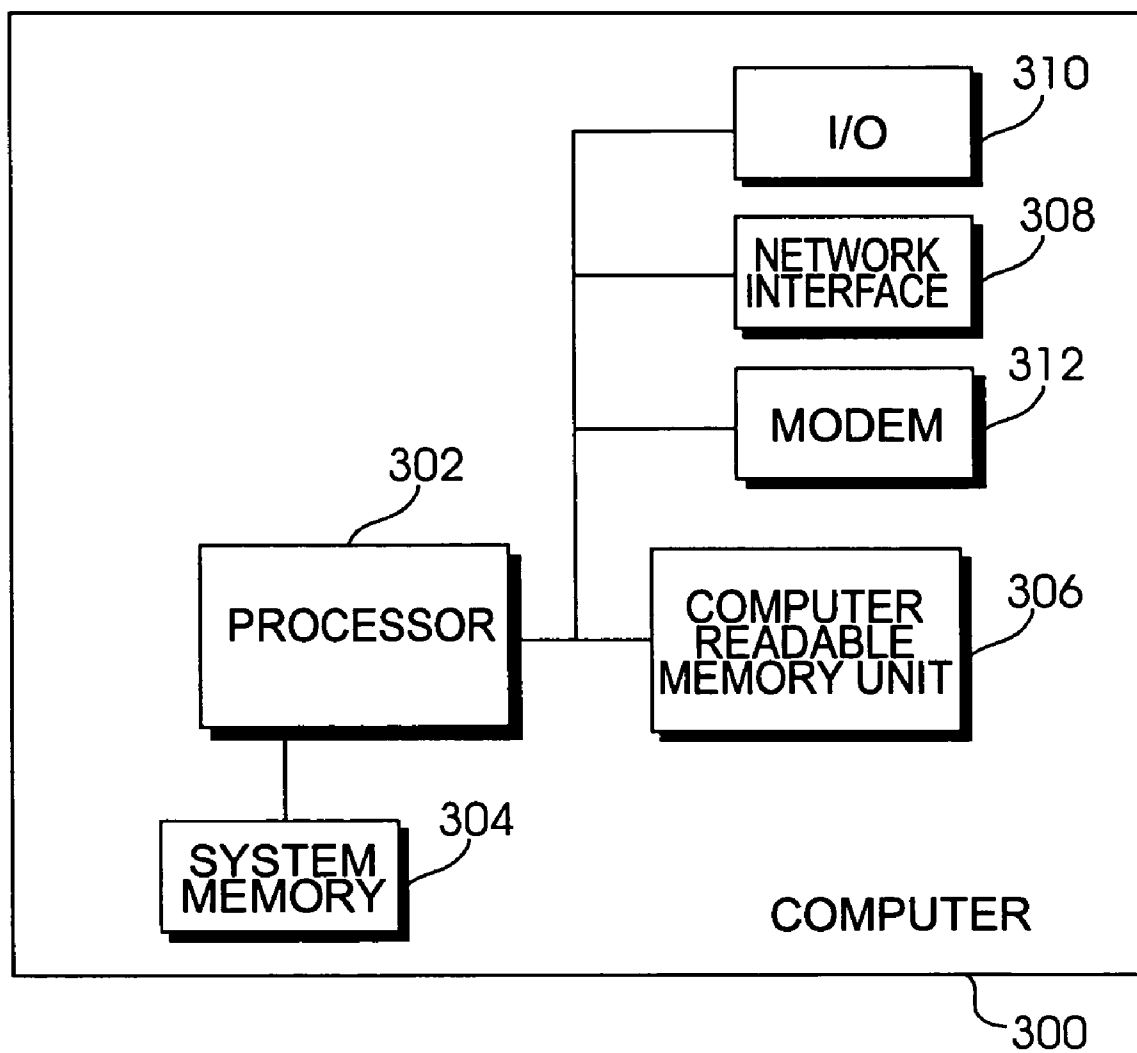 310
I/O
308
NETWORK
INTERFACE
312
MODEM
302
PROCESSOR
COMPUTER
READABLE
MEMORY UNIT
306
304
SYSTEM
MEMORY
COMPUTER
300